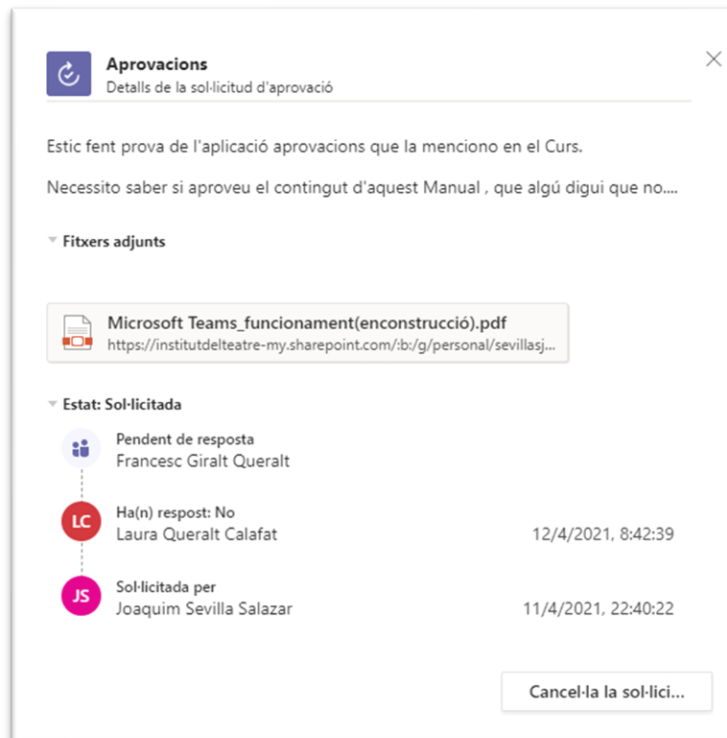 Aprovacions
Detalls de la sol·licitud d'aprovació
Estic fent prova de l'aplicació aprovacions que la menciono en el Curs.
Necessito saber si aproveu el contingut d'aquest Manual , que algú digui que no....
Fitxers adjunts
Microsoft Teams_funcionament(enconstrucció).pdf
https://institutdelteatre-my.sharepoint.com/:b:/g/personal/sevillasj...
Estat: Sol·licitada
Pendent de resposta
Francesc Giralt Queralt
LC
Ha(n) respost: No
Laura Queralt Calafat 12/4/2021, 8:42:39
JS
Sol·licitada per
Joaquim Sevilla Salazar 11/4/2021, 22:40:22
Cancel·la la sol·lici...